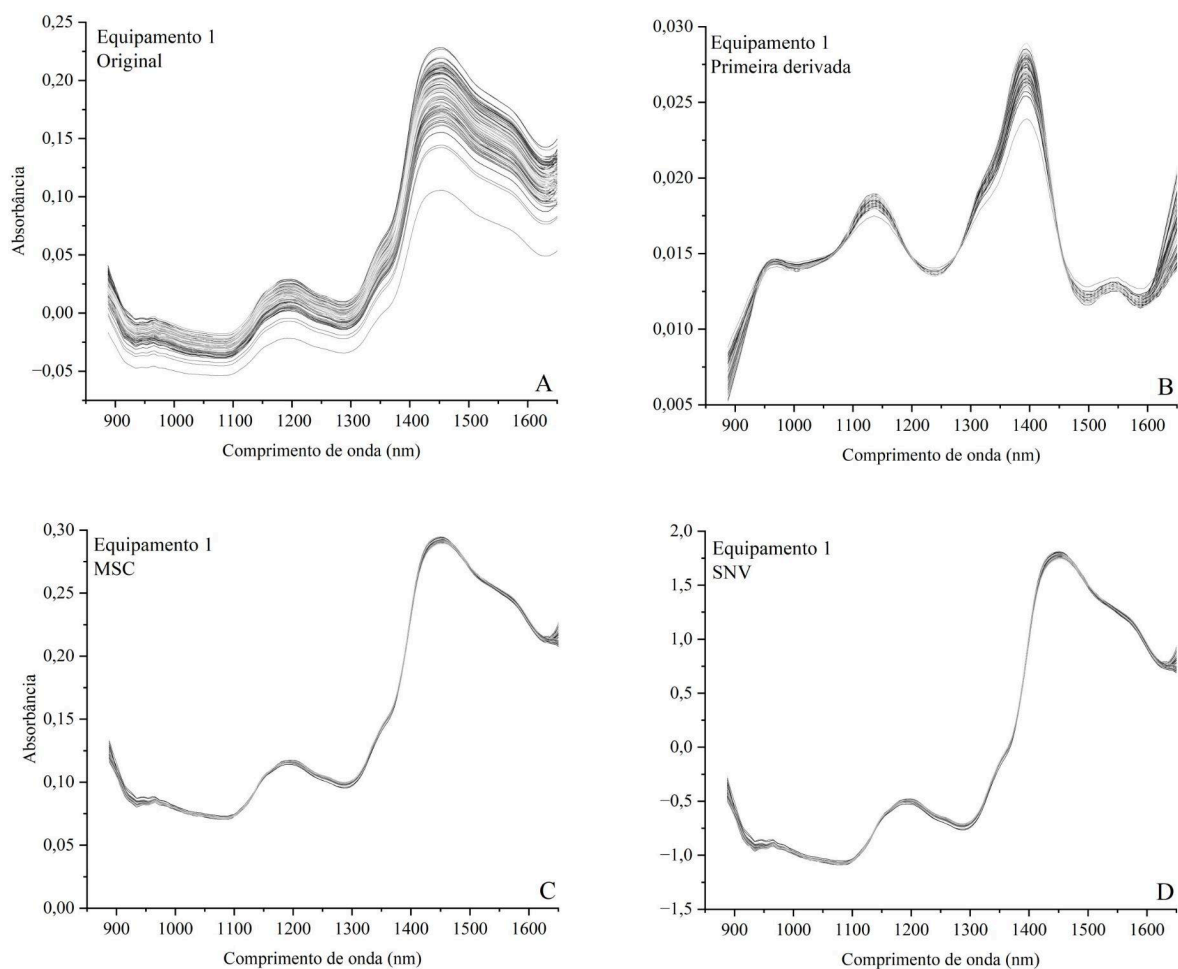 Equipamento 1
Original
Absorbância
0,25
0,20
0,15
0,10
0,05
0,00
−0,05
A
900 1000 1100 1200 1300 1400 1500 1600
Comprimento de onda (nm)
Equipamento 1
Primeira derivada
0,030
0,025
0,020
0,015
0,010
0,005
B
900 1000 1100 1200 1300 1400 1500 1600
Comprimento de onda (nm)
Equipamento 1
MSC
Absorbância
0,30
0,25
0,20
0,15
0,10
0,05
0,00
C
900 1000 1100 1200 1300 1400 1500 1600
Comprimento de onda (nm)
Equipamento 1
SNV
2,0
1,5
1,0
0,5
0,0
−0,5
−1,0
−1,5
D
900 1000 1100 1200 1300 1400 1500 1600
Comprimento de onda (nm)